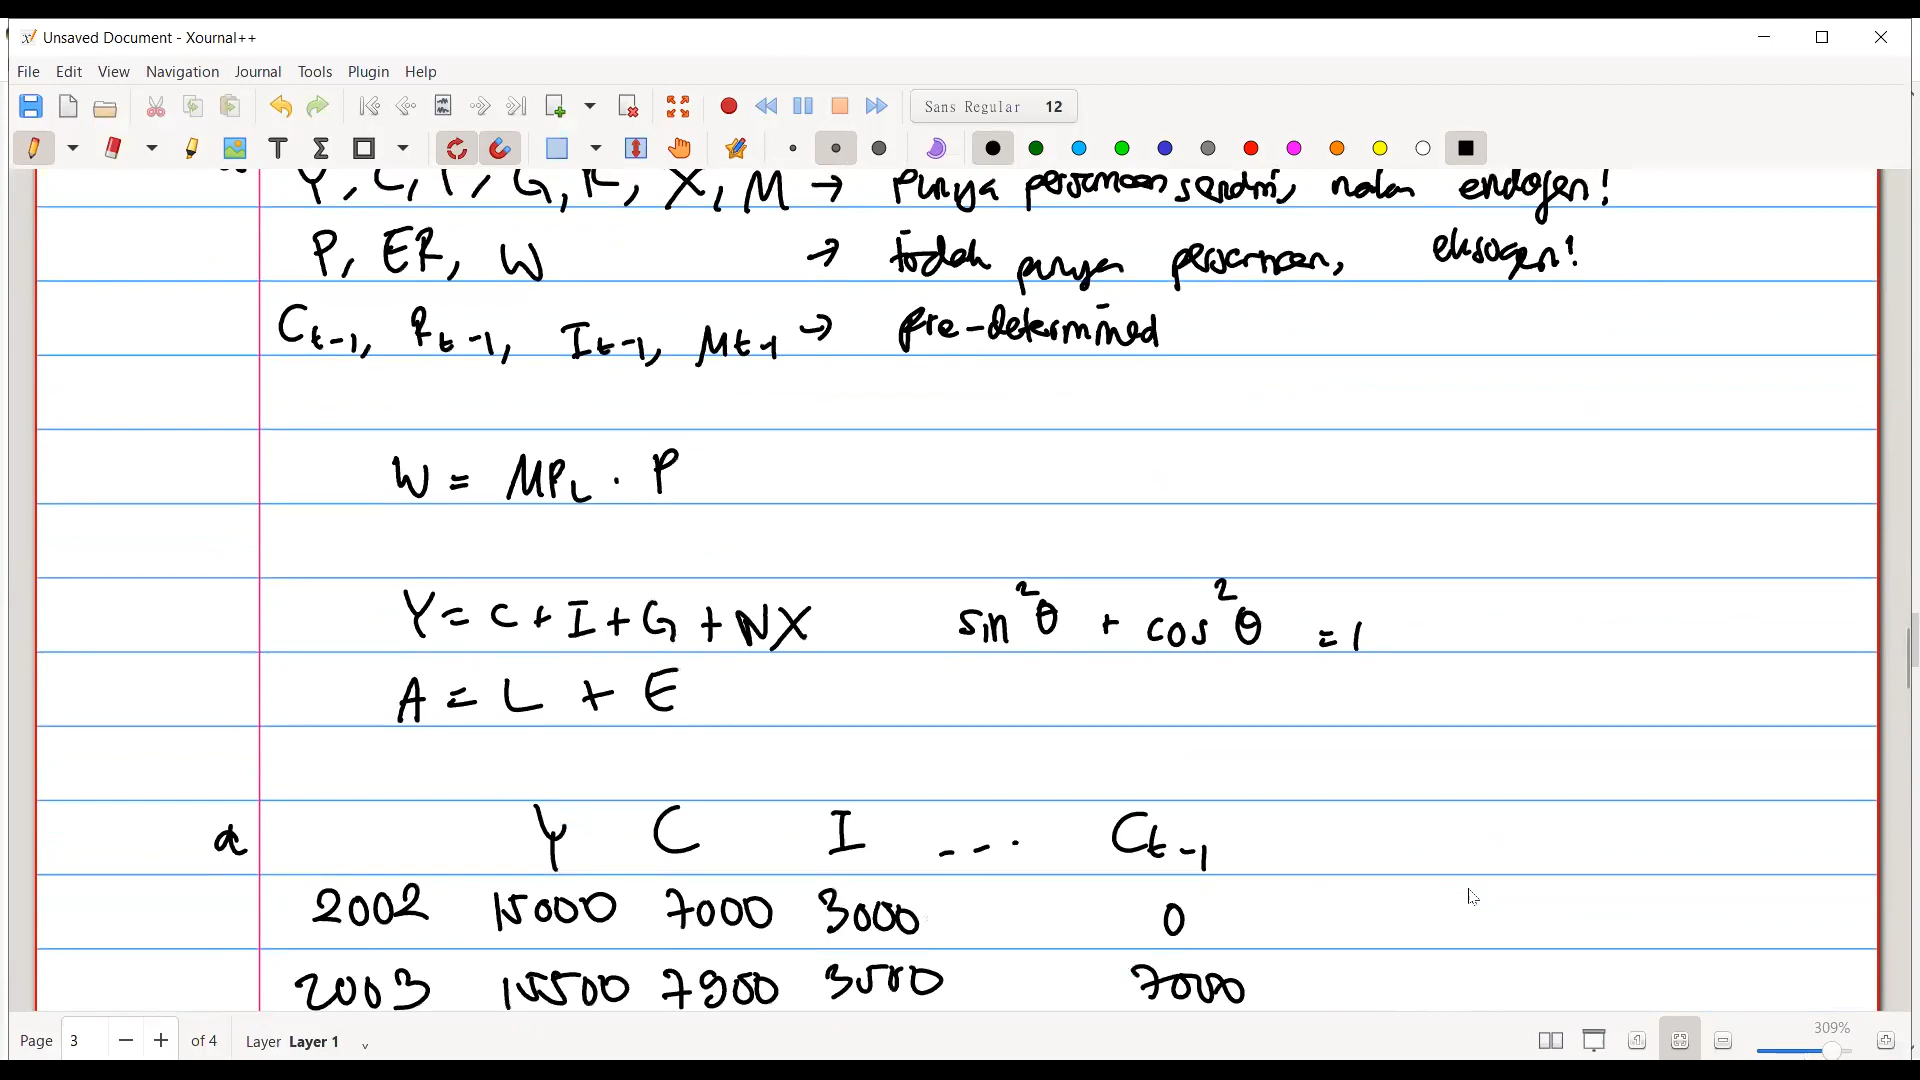 Unsaved Document - Xournal++
File Edit View Navigation Journal Tools Plugin Help
Sans Regular 12
Y, C, I, G, R, X, M → Punya persamaan sendiri, makan endogen!
P, ER, W → tidak punya persamaan, eksogen!
Ct-1, Rt-1, It-1, Mt-1 → pre-determined
W = MPL . P
Y = C + I + G + NX sin²θ + cos²θ = 1
A = L + E
a Y C I --- Ct-1
2002 15000 7000 3000 0
2003 15500 7900 3500 7000
Page 3 of 4 Layer Layer 1 309%